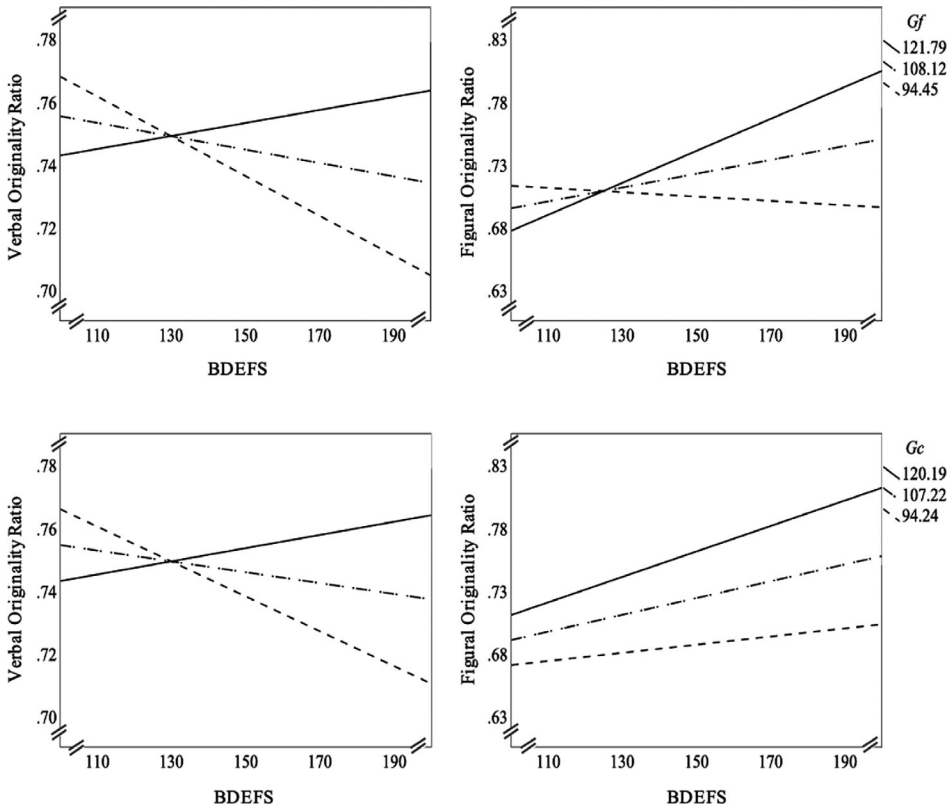 Verbal Originality Ratio
.78
.76
.74
.72
.70
110 130 150 170 190
BDEFS
Figural Originality Ratio
.83
.78
.73
.68
.63
110 130 150 170 190
BDEFS
Gf
121.79
108.12
94.45
Verbal Originality Ratio
.78
.76
.74
.72
.70
110 130 150 170 190
BDEFS
Figural Originality Ratio
.83
.78
.73
.68
.63
110 130 150 170 190
BDEFS
Gc
120.19
107.22
94.24